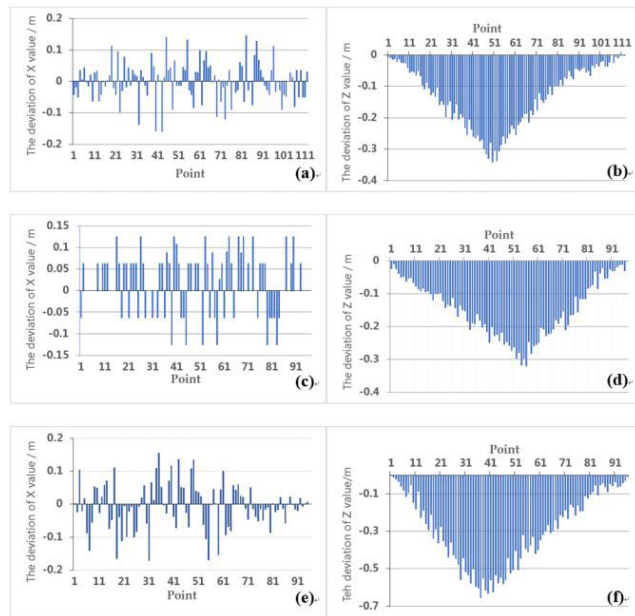 The deviation of X value / m
0.2
0.1
0
-0.1
-0.2
1 11 21 31 41 51 61 71 81 91 101 111
Point
(a)
Point
1 11 21 31 41 51 61 71 81 91 101 111
The deviation of Z value / m
0
-0.1
-0.2
-0.3
-0.4
(b)
The deviation of X value / m
0.15
0.1
0.05
0
-0.05
-0.1
-0.15
1 11 21 31 41 51 61 71 81 91
Point
(c)
Point
1 11 21 31 41 51 61 71 81 91
The deviation of Z value / m
0
-0.1
-0.2
-0.3
-0.4
(d)
The deviation of X value / m
0.2
0.1
0
-0.1
-0.2
1 11 21 31 41 51 61 71 81 91
Point
(e)
Point
1 11 21 31 41 51 61 71 81 91
Teh deviation of Z value/m
-0.1
-0.3
-0.5
-0.7
(f)